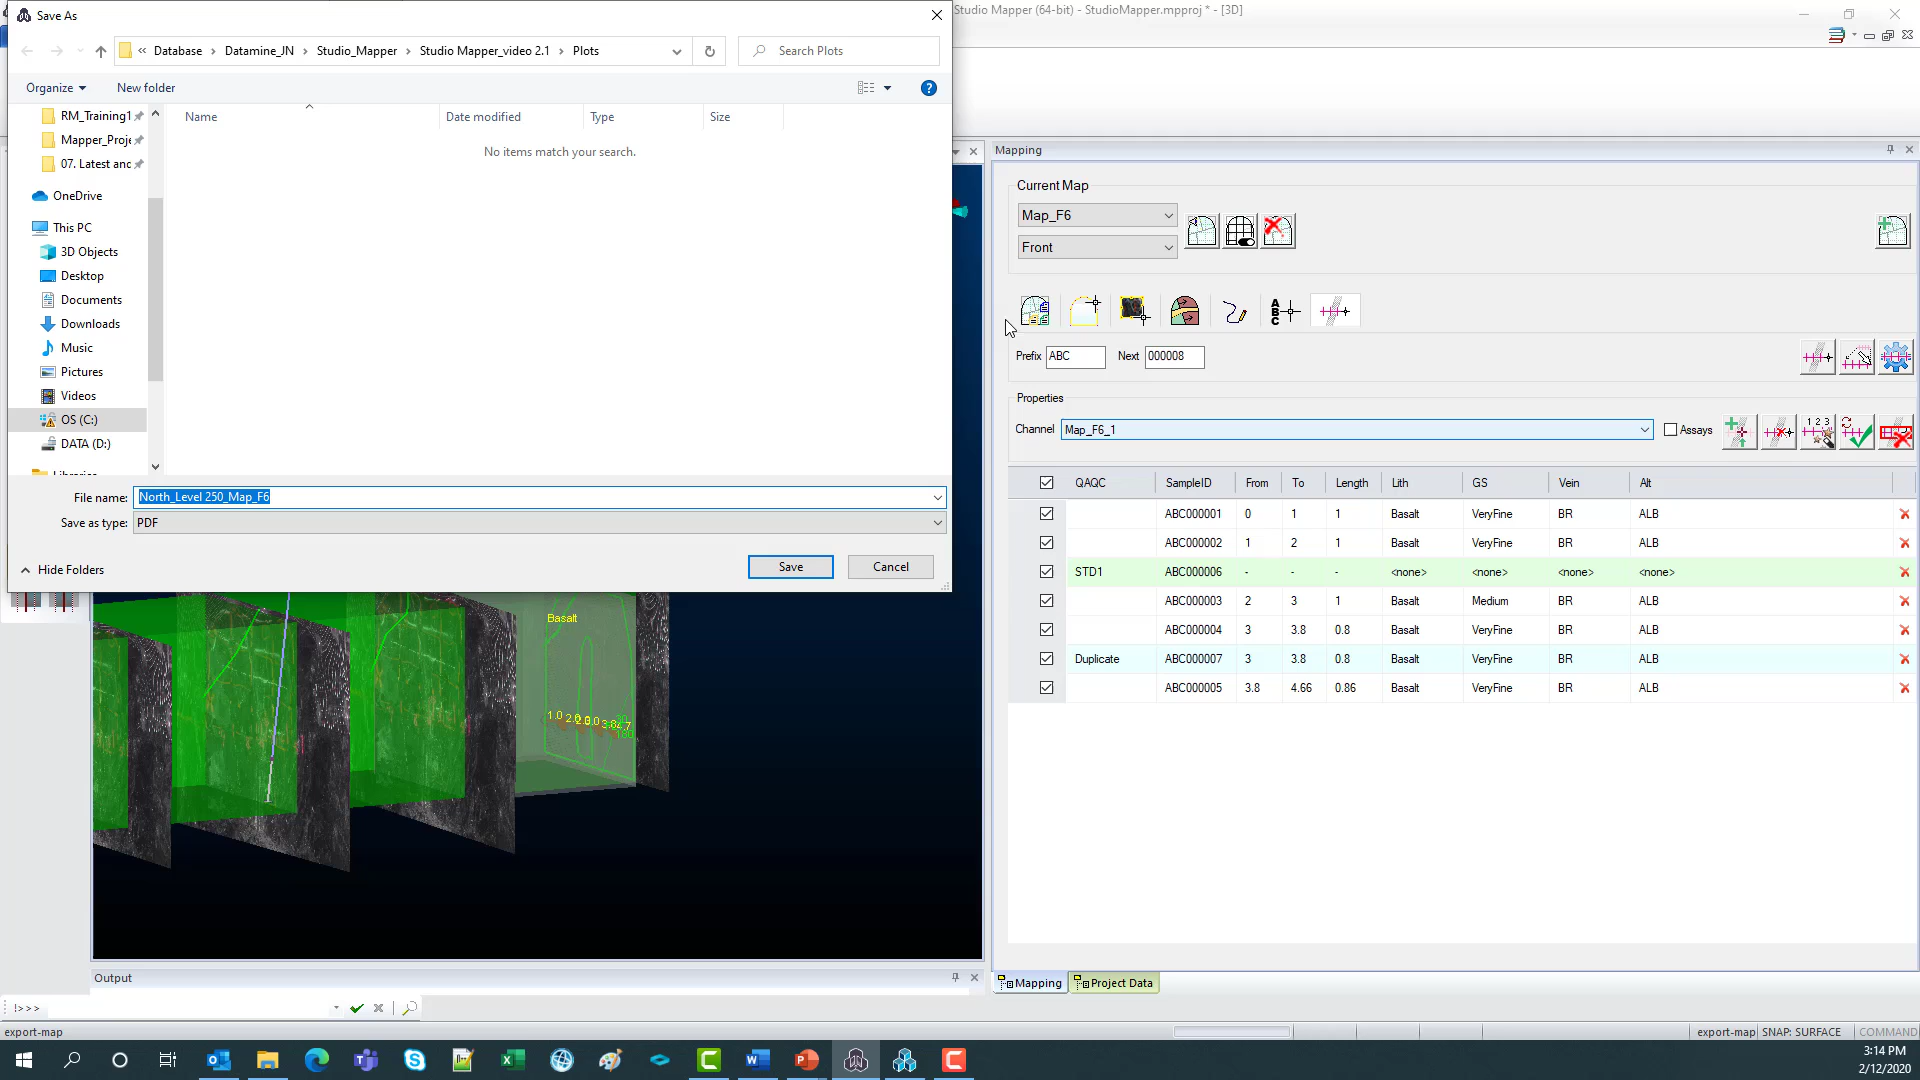 Save As
Studio Mapper (64-bit) - StudioMapper.mpproj * - [3D]
« Database > Datamine_JN > Studio_Mapper > Studio Mapper_video 2.1 > Plots
Search Plots
Organize
New folder
?
RM_Training1
Mapper_Proje
07. Latest and
OneDrive
This PC
3D Objects
Desktop
Documents
Downloads
Music
Pictures
Videos
OS (C:)
DATA (D:)
Libraries
Name Date modified Type Size
No items match your search.
File name: North_Level 250_Map_F6
Save as type: PDF
Hide Folders
Save
Cancel
Mapping
Current Map
Map_F6
Front
ABC
Prefix ABC Next 000008
Properties
Channel Map_F6_1 Assays
1 2 3
QAQC SampleID From To Length Lith GS Vein Alt
ABC000001 0 1 1 Basalt VeryFine BR ALB
ABC000002 1 2 1 Basalt VeryFine BR ALB
STD1 ABC000006 - - - <none> <none> <none> <none>
ABC000003 2 3 1 Basalt Medium BR ALB
ABC000004 3 3.8 0.8 Basalt VeryFine BR ALB
Duplicate ABC000007 3 3.8 0.8 Basalt VeryFine BR ALB
ABC000005 3.8 4.66 0.86 Basalt VeryFine BR ALB
Basalt
1.0
Output
Mapping Project Data
!>>>
export-map
export-map SNAP: SURFACE COMMAND
3:14 PM
2/12/2020